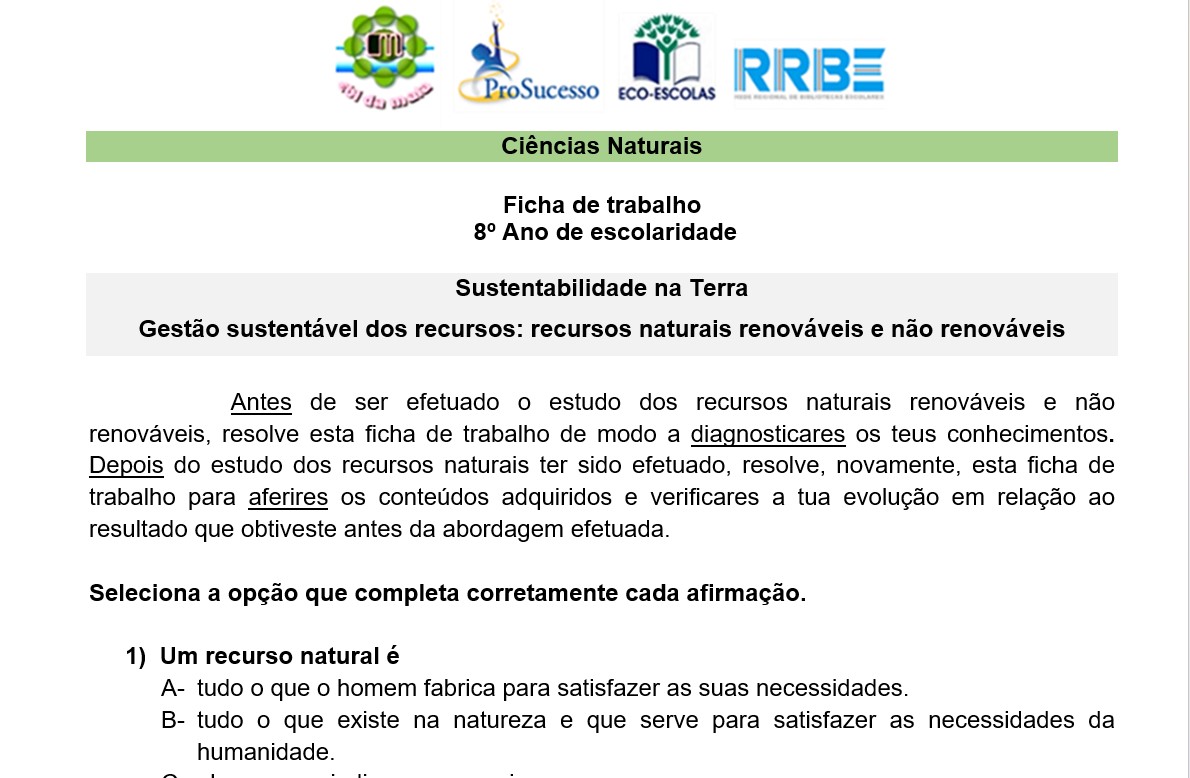 ProSucesso
ECO-ESCOLAS
RRBE
REDE REGIONAL DE BIBLIOTECAS ESCOLARES
Ciências Naturais
Ficha de trabalho
8º Ano de escolaridade
Sustentabilidade na Terra
Gestão sustentável dos recursos: recursos naturais renováveis e não renováveis
Antes de ser efetuado o estudo dos recursos naturais renováveis e não
renováveis, resolve esta ficha de trabalho de modo a diagnosticares os teus conhecimentos.
Depois do estudo dos recursos naturais ter sido efetuado, resolve, novamente, esta ficha de
trabalho para aferires os conteúdos adquiridos e verificares a tua evolução em relação ao
resultado que obtiveste antes da abordagem efetuada.
Seleciona a opção que completa corretamente cada afirmação.
1) Um recurso natural é
A- tudo o que o homem fabrica para satisfazer as suas necessidades.
B- tudo o que existe na natureza e que serve para satisfazer as necessidades da
humanidade.